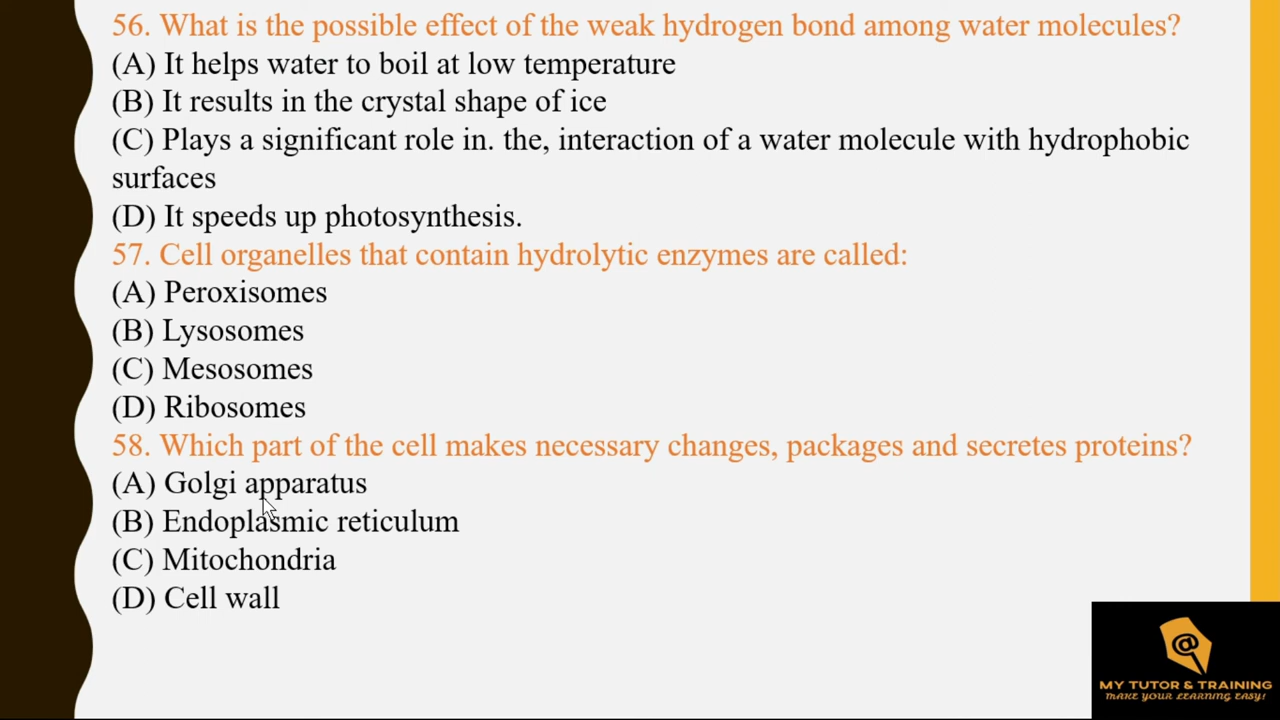 56. What is the possible effect of the weak hydrogen bond among water molecules?
(A) It helps water to boil at low temperature
(B) It results in the crystal shape of ice
(C) Plays a significant role in. the, interaction of a water molecule with hydrophobic
surfaces
(D) It speeds up photosynthesis.
57. Cell organelles that contain hydrolytic enzymes are called:
(A) Peroxisomes
(B) Lysosomes
(C) Mesosomes
(D) Ribosomes
58. Which part of the cell makes necessary changes, packages and secretes proteins?
(A) Golgi apparatus
(B) Endoplasmic reticulum
(C) Mitochondria
(D) Cell wall
@
MY TUTOR & TRAINING
MAKE YOUR LEARNING EASY!